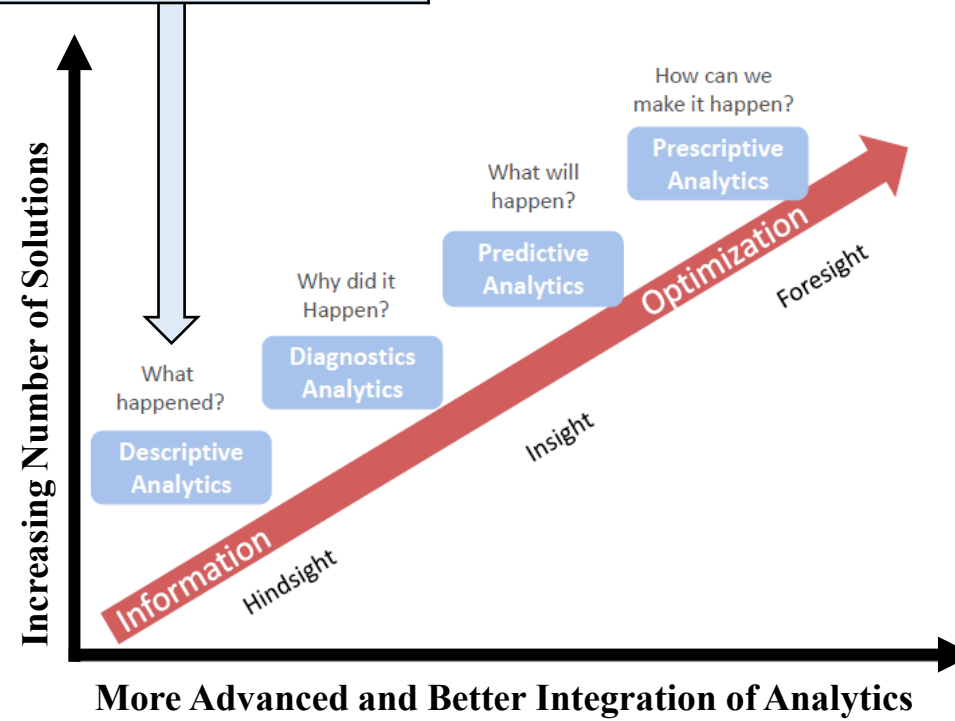 How can we
make it happen?
Prescriptive
Analytics
What will
happen?
Predictive
Analytics
Why did it
Happen?
Diagnostics
Analytics
What
happened?
Descriptive
Analytics
Information
Optimization
Hindsight
Insight
Foresight
Increasing Number of Solutions
More Advanced and Better Integration of Analytics